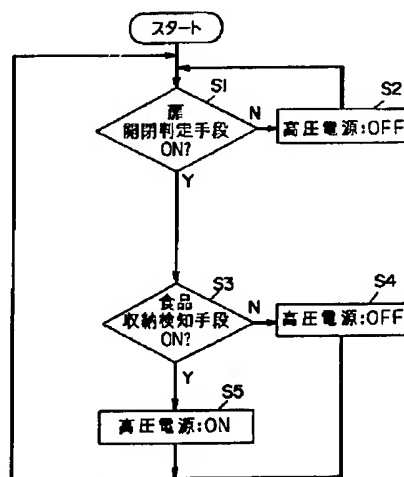 スタート
S1
扉
開閉判定手段
ON?
N
S2
高圧電源:OFF
Y
S3
食品
収納検知手段
ON?
N
S4
高圧電源:OFF
Y
S5
高圧電源:ON